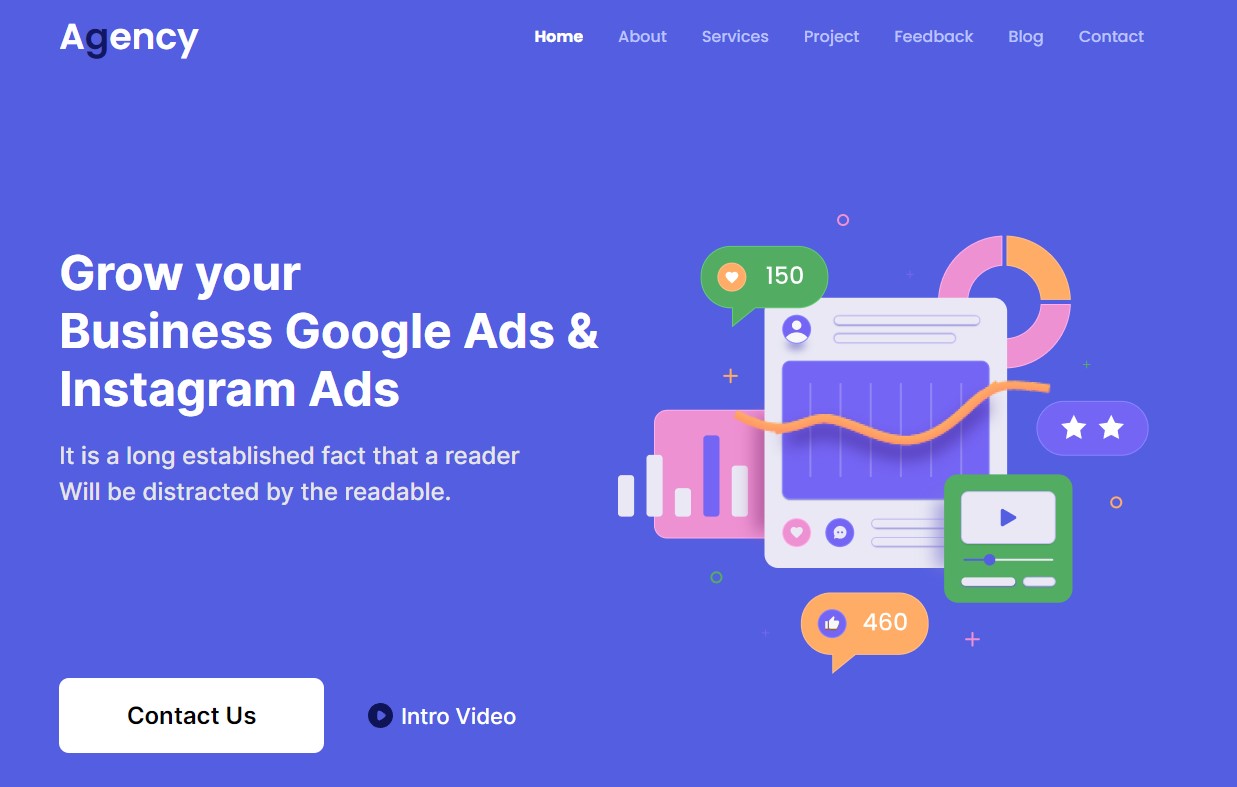 Agency
Home About Services Project Feedback Blog Contact
Grow your
Business Google Ads &
Instagram Ads
It is a long established fact that a reader
Will be distracted by the readable.
150
460
Contact Us
Intro Video